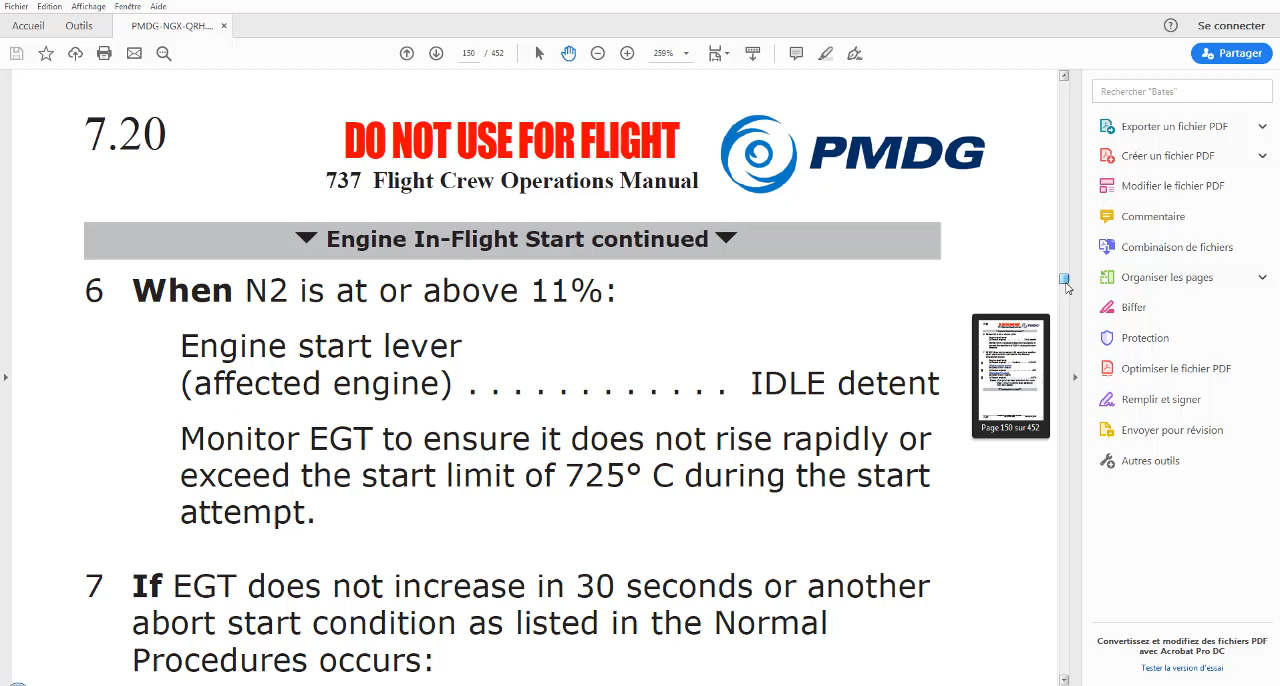 Fichier Edition Affichage Fenêtre Aide
Accueil Outils PMDG-NGX-QRH.... × Se connecter
150 / 452 259% Partager
7.20
DO NOT USE FOR FLIGHT
PMDG
737 Flight Crew Operations Manual
Engine In-Flight Start continued
6 When N2 is at or above 11%:
Engine start lever
(affected engine) . . . . . . . . . . . . IDLE detent
Monitor EGT to ensure it does not rise rapidly or
exceed the start limit of 725° C during the start
attempt.
7 If EGT does not increase in 30 seconds or another
abort start condition as listed in the Normal
Procedures occurs:
Page 150 sur 452
Rechercher "Bates"
Exporter un fichier PDF
Créer un fichier PDF
Modifier le fichier PDF
Commentaire
Combinaison de fichiers
Organiser les pages
Biffer
Protection
Optimiser le fichier PDF
Remplir et signer
Envoyer pour révision
Autres outils
Convertissez et modifiez des fichiers PDF
avec Acrobat Pro DC
Tester la version d'essai